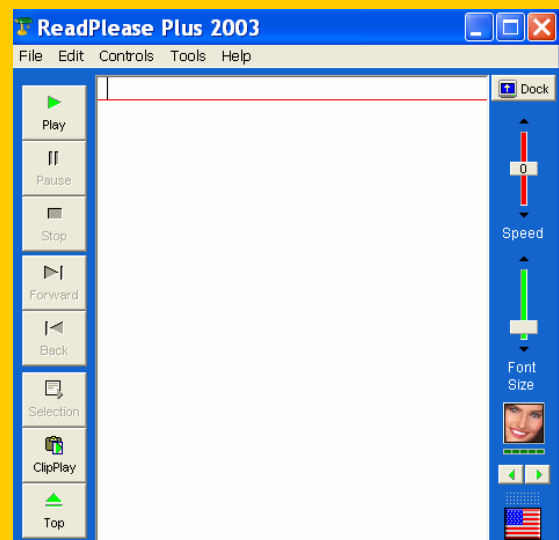 ReadPlease Plus 2003
File Edit Controls Tools Help
Play
Pause
Stop
Forward
Back
Selection
ClipPlay
Top
Dock
0
Speed
Font
Size